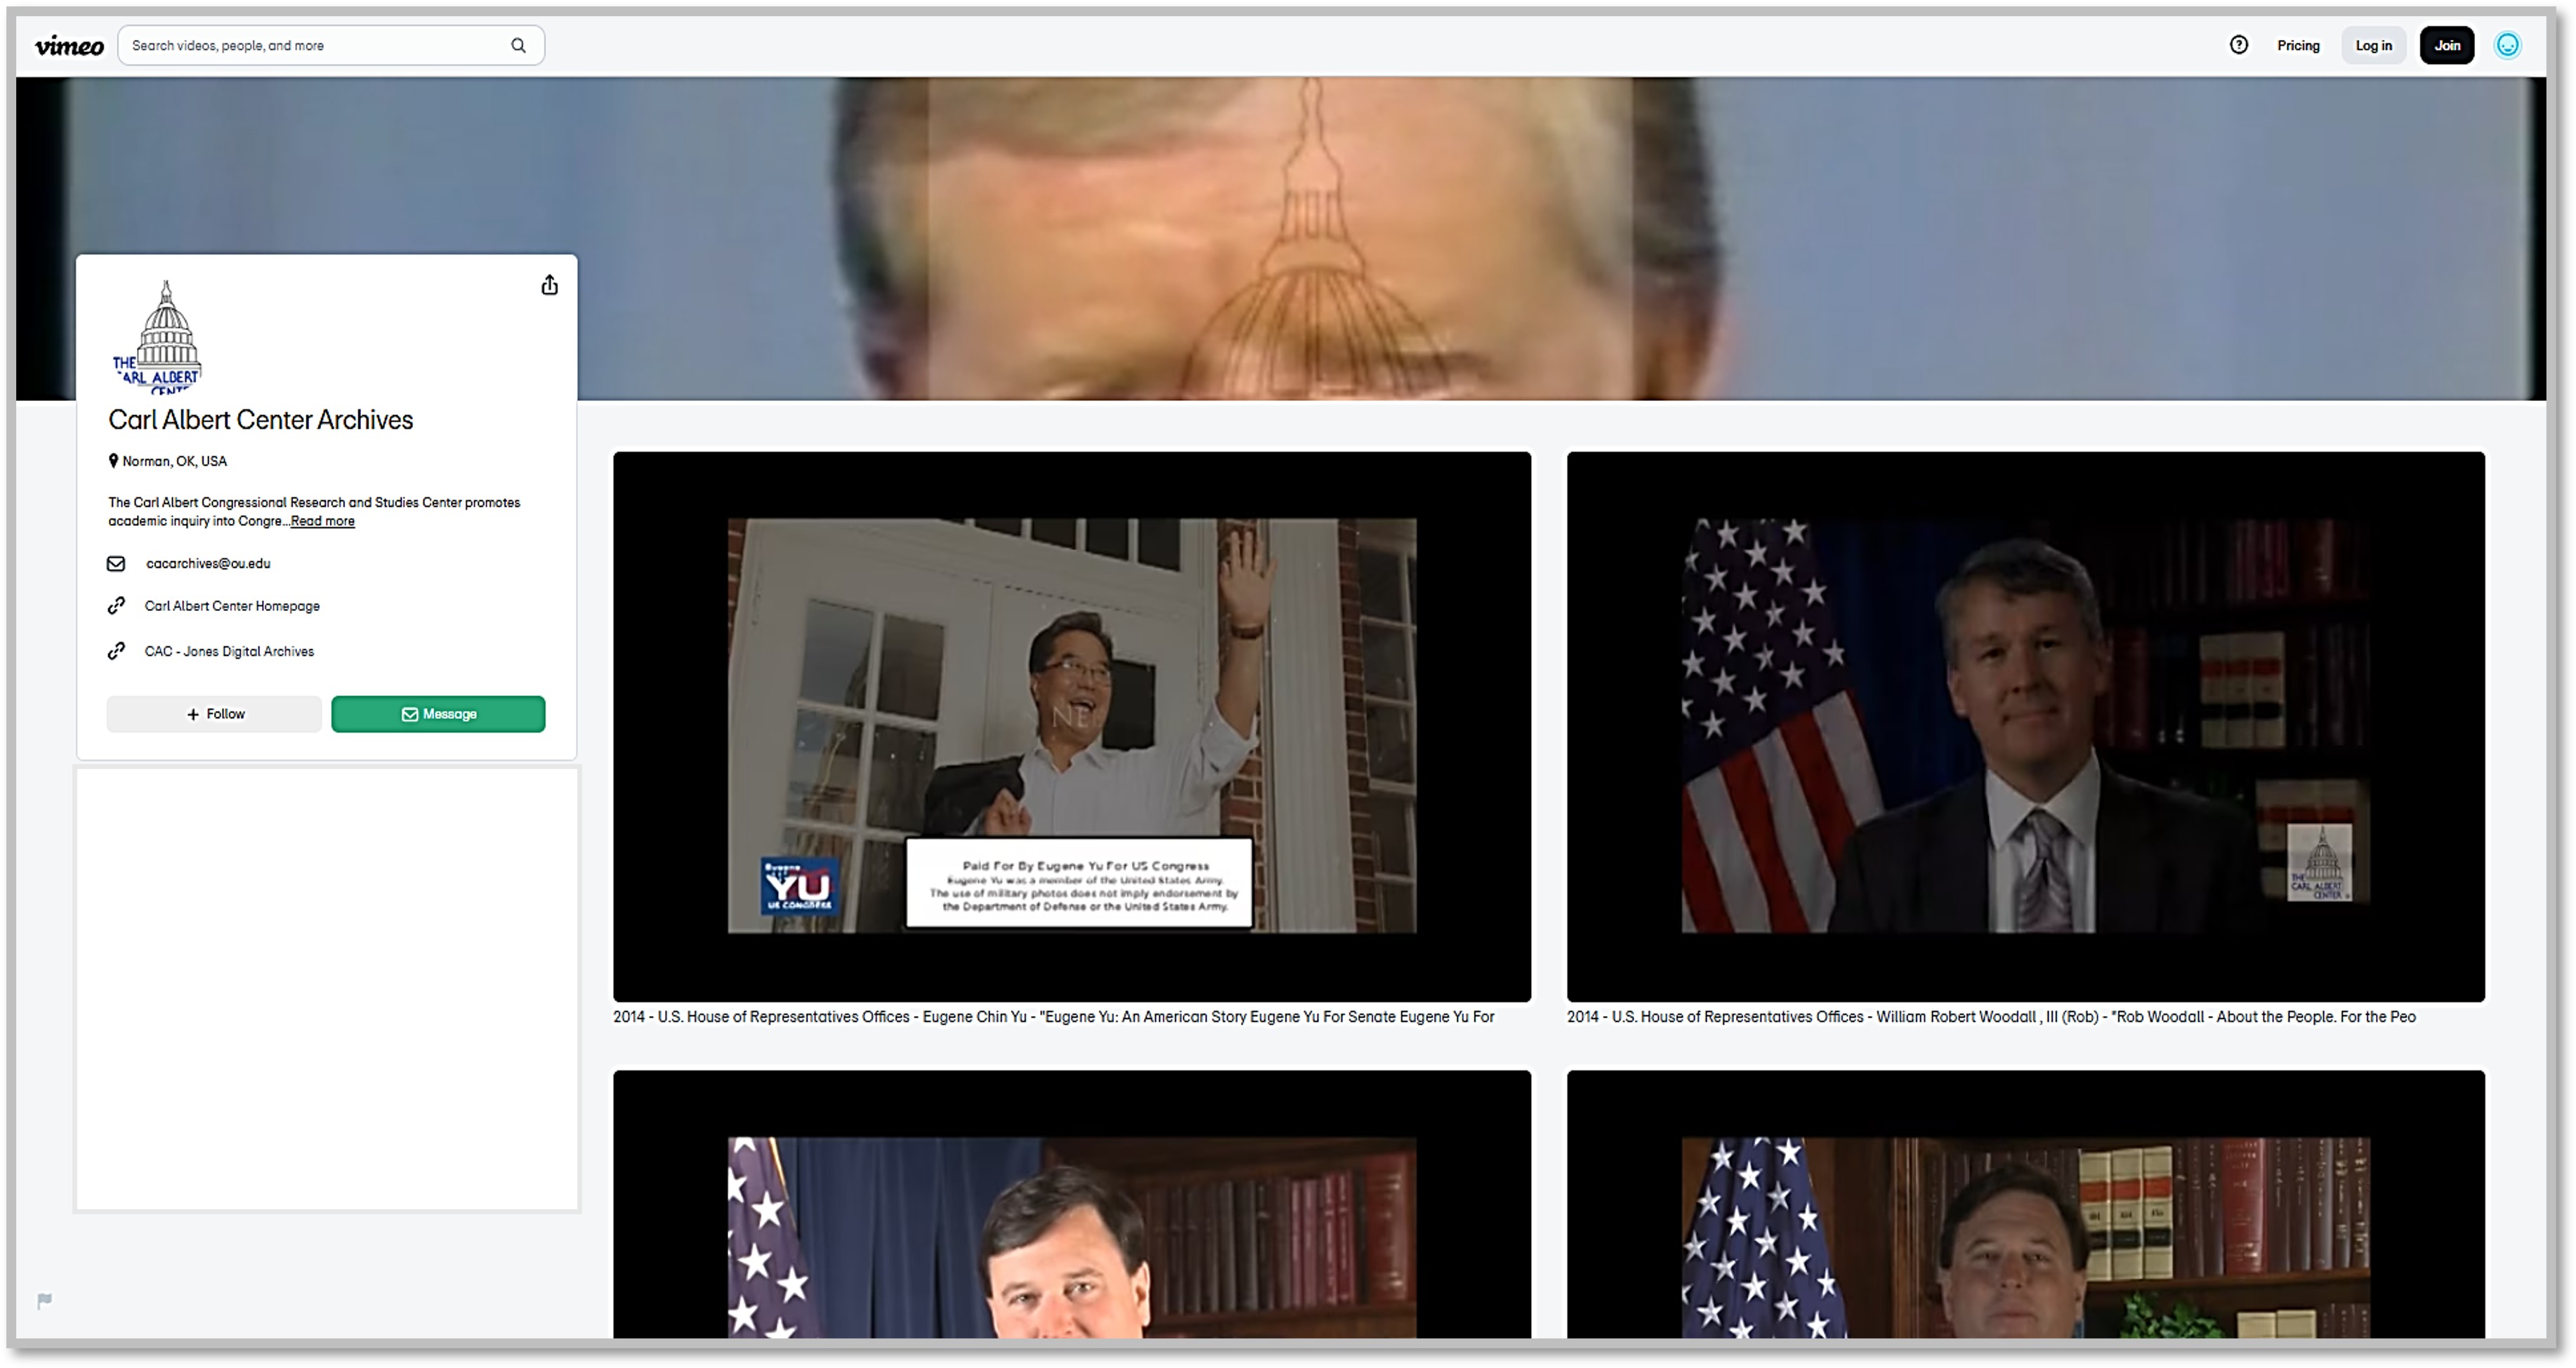 vimeo
Search videos, people, and more
Pricing
Log in
Join
THE
CARL ALBERT
Carl Albert Center Archives
Norman, OK, USA
The Carl Albert Congressional Research and Studies Center promotes
academic inquiry into Congre...Read more
cacarchives@ou.edu
Carl Albert Center Homepage
CAC - Jones Digital Archives
+ Follow
Message
NE
Eugene
YU
US CONGRESS
Paid For By Eugene Yu For US Congress
Eugene Yu was a member of the United States Army.
The use of military photos does not imply endorsement by
the Department of Defense or the United States Army.
THE
CARL ALBERT
CENTER
2014 - U.S. House of Representatives Offices - Eugene Chin Yu - "Eugene Yu: An American Story Eugene Yu For Senate Eugene Yu For
2014 - U.S. House of Representatives Offices - William Robert Woodall , III (Rob) - "Rob Woodall - About the People. For the Peo